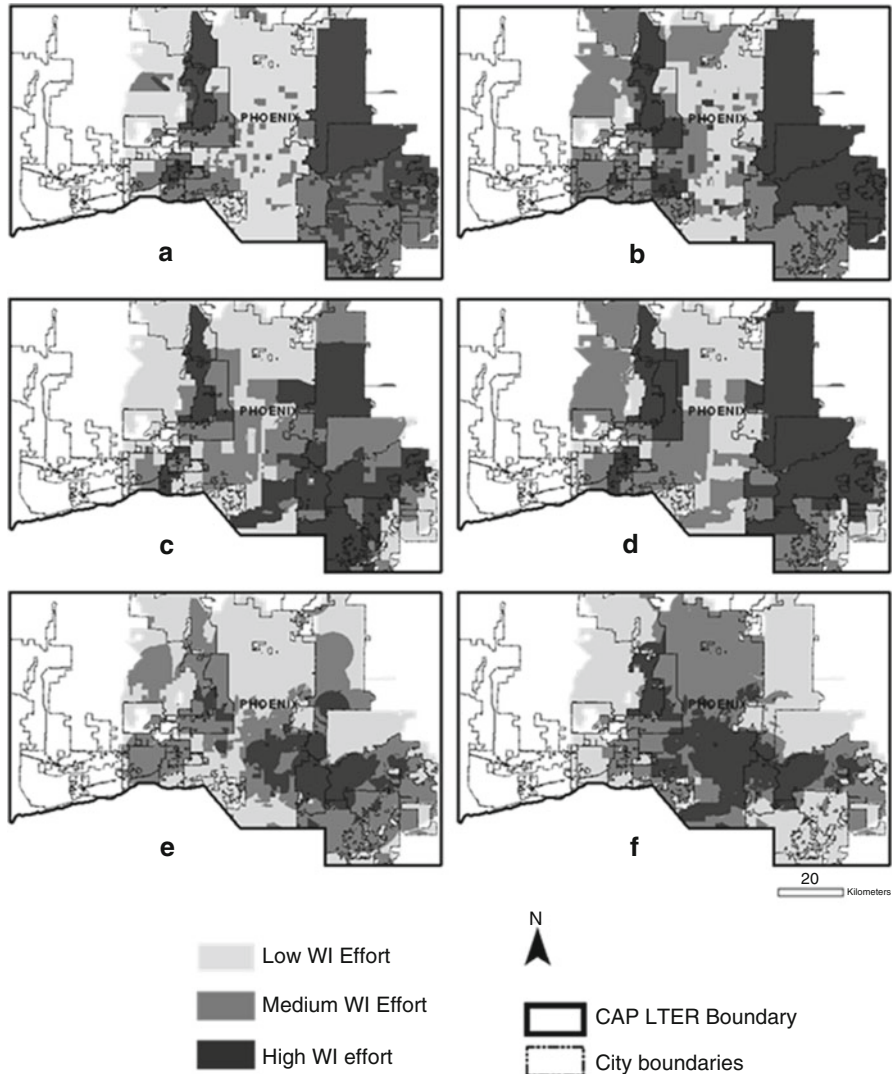 PHOENIX
PHOENIX
a
b
PHOENIX
PHOENIX
c
d
PHOENIX
PHOENIX
e
f
20
Kilometers
N
Low WI Effort
Medium WI Effort
High WI effort
CAP LTER Boundary
City boundaries